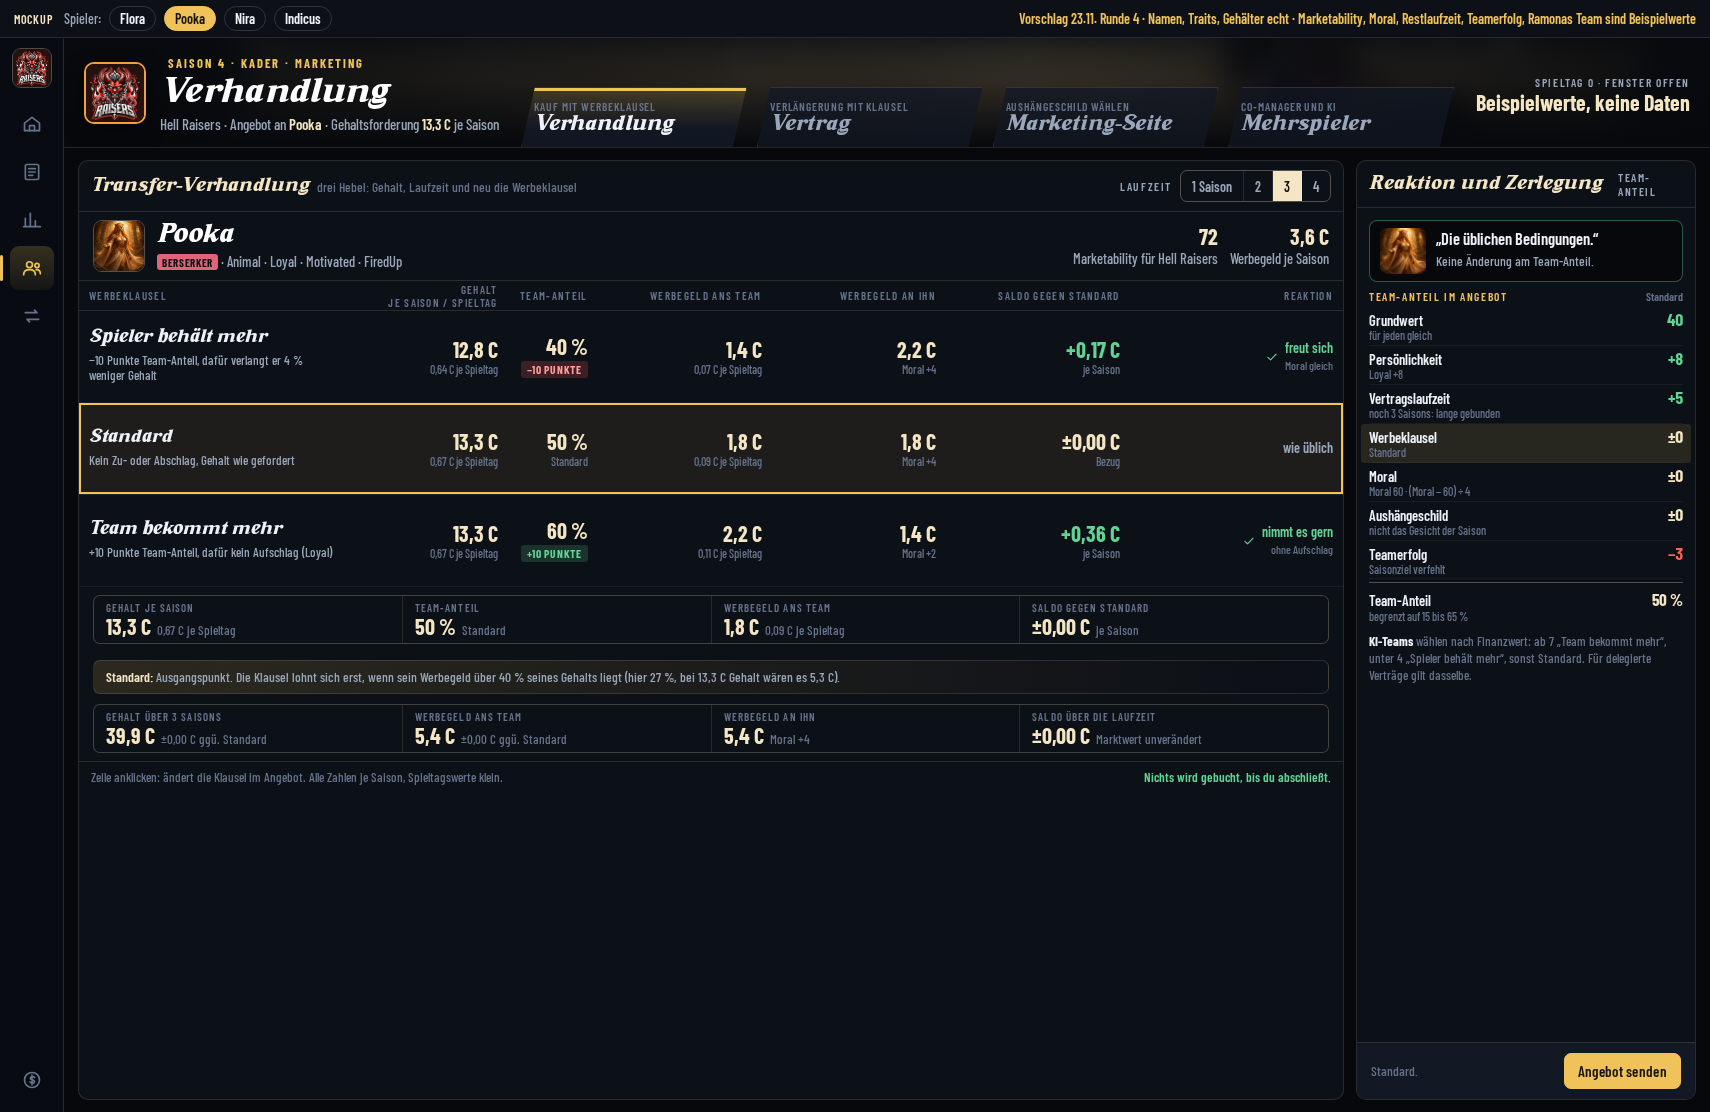 MOCKUP Spieler: Flora Pooka Nira Indicus
Vorschlag 23.11. Runde 4 · Namen, Traits, Gehälter echt · Marketability, Moral, Restlaufzeit, Teamerfolg, Ramonas Team sind Beispielwerte
RAISERS
RAISERS
SAISON 4 · KADER · MARKETING
Verhandlung
Hell Raisers · Angebot an Pooka · Gehaltsforderung 13,3 C je Saison
KAUF MIT WERBEKLAUSEL
Verhandlung
VERLÄNGERUNG MIT KLAUSEL
Vertrag
AUSHÄNGESCHILD WÄHLEN
Marketing-Seite
CO-MANAGER UND KI
Mehrspieler
SPIELTAG 0 · FENSTER OFFEN
Beispielwerte, keine Daten
Transfer-Verhandlung drei Hebel: Gehalt, Laufzeit und neu die Werbeklausel
LAUFZEIT 1 Saison 2 3 4
Pooka
BERSERKER · Animal · Loyal · Motivated · FiredUp
72
Marketability für Hell Raisers
3,6 C
Werbegeld je Saison
WERBEKLAUSEL
GEHALT
JE SAISON / SPIELTAG
TEAM-ANTEIL
WERBEGELD ANS TEAM
WERBEGELD AN IHN
SALDO GEGEN STANDARD
REAKTION
Spieler behält mehr
−10 Punkte Team-Anteil, dafür verlangt er 4 %
weniger Gehalt
12,8 C
0,64 C je Spieltag
40 %
−10 PUNKTE
1,4 C
0,07 C je Spieltag
2,2 C
Moral +4
+0,17 C
je Saison
✓ freut sich
Moral gleich
Standard
Kein Zu- oder Abschlag, Gehalt wie gefordert
13,3 C
0,67 C je Spieltag
50 %
Standard
1,8 C
0,09 C je Spieltag
1,8 C
Moral +4
±0,00 C
Bezug
wie üblich
Team bekommt mehr
+10 Punkte Team-Anteil, dafür kein Aufschlag (Loyal)
13,3 C
0,67 C je Spieltag
60 %
+10 PUNKTE
2,2 C
0,11 C je Spieltag
1,4 C
Moral +2
+0,36 C
je Saison
✓ nimmt es gern
ohne Aufschlag
GEHALT JE SAISON
13,3 C 0,67 C je Spieltag
TEAM-ANTEIL
50 % Standard
WERBEGELD ANS TEAM
1,8 C 0,09 C je Spieltag
SALDO GEGEN STANDARD
±0,00 C je Saison
Standard: Ausgangspunkt. Die Klausel lohnt sich erst, wenn sein Werbegeld über 40 % seines Gehalts liegt (hier 27 %, bei 13,3 C Gehalt wären es 5,3 C).
GEHALT ÜBER 3 SAISONS
39,9 C ±0,00 C ggü. Standard
WERBEGELD ANS TEAM
5,4 C ±0,00 C ggü. Standard
WERBEGELD AN IHN
5,4 C Moral +4
SALDO ÜBER DIE LAUFZEIT
±0,00 C Marktwert unverändert
Zeile anklicken: ändert die Klausel im Angebot. Alle Zahlen je Saison, Spieltagswerte klein.
Nichts wird gebucht, bis du abschließt.
Reaktion und Zerlegung
TEAM-
ANTEIL
„Die üblichen Bedingungen.“
Keine Änderung am Team-Anteil.
TEAM-ANTEIL IM ANGEBOT Standard
Grundwert 40
für jeden gleich
Persönlichkeit +8
Loyal +8
Vertragslaufzeit +5
noch 3 Saisons: lange gebunden
Werbeklausel ±0
Standard
Moral ±0
Moral 60 · (Moral − 60) ÷ 4
Aushängeschild ±0
nicht das Gesicht der Saison
Teamerfolg −3
Saisonziel verfehlt
Team-Anteil 50 %
begrenzt auf 15 bis 65 %
KI-Teams wählen nach Finanzwert: ab 7 „Team bekommt mehr“,
unter 4 „Spieler behält mehr“, sonst Standard. Für delegierte
Verträge gilt dasselbe.
Standard.
Angebot senden